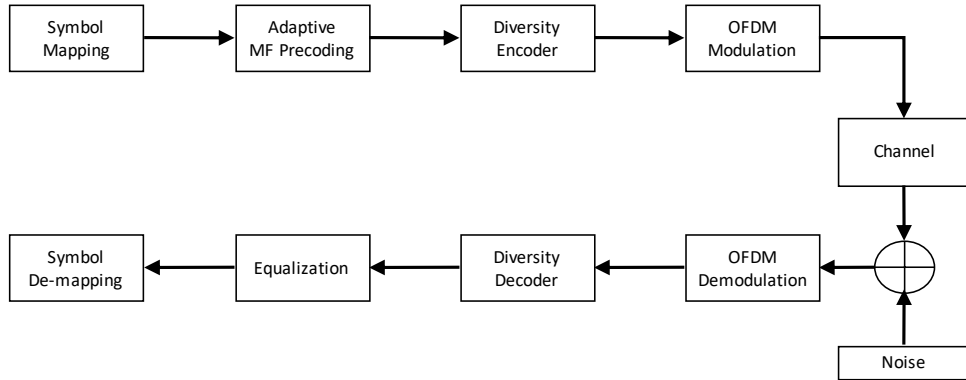 Symbol
Mapping
Adaptive
MF Precoding
Diversity
Encoder
OFDM
Modulation
Channel
Symbol
De-mapping
Equalization
Diversity
Decoder
OFDM
Demodulation
Noise